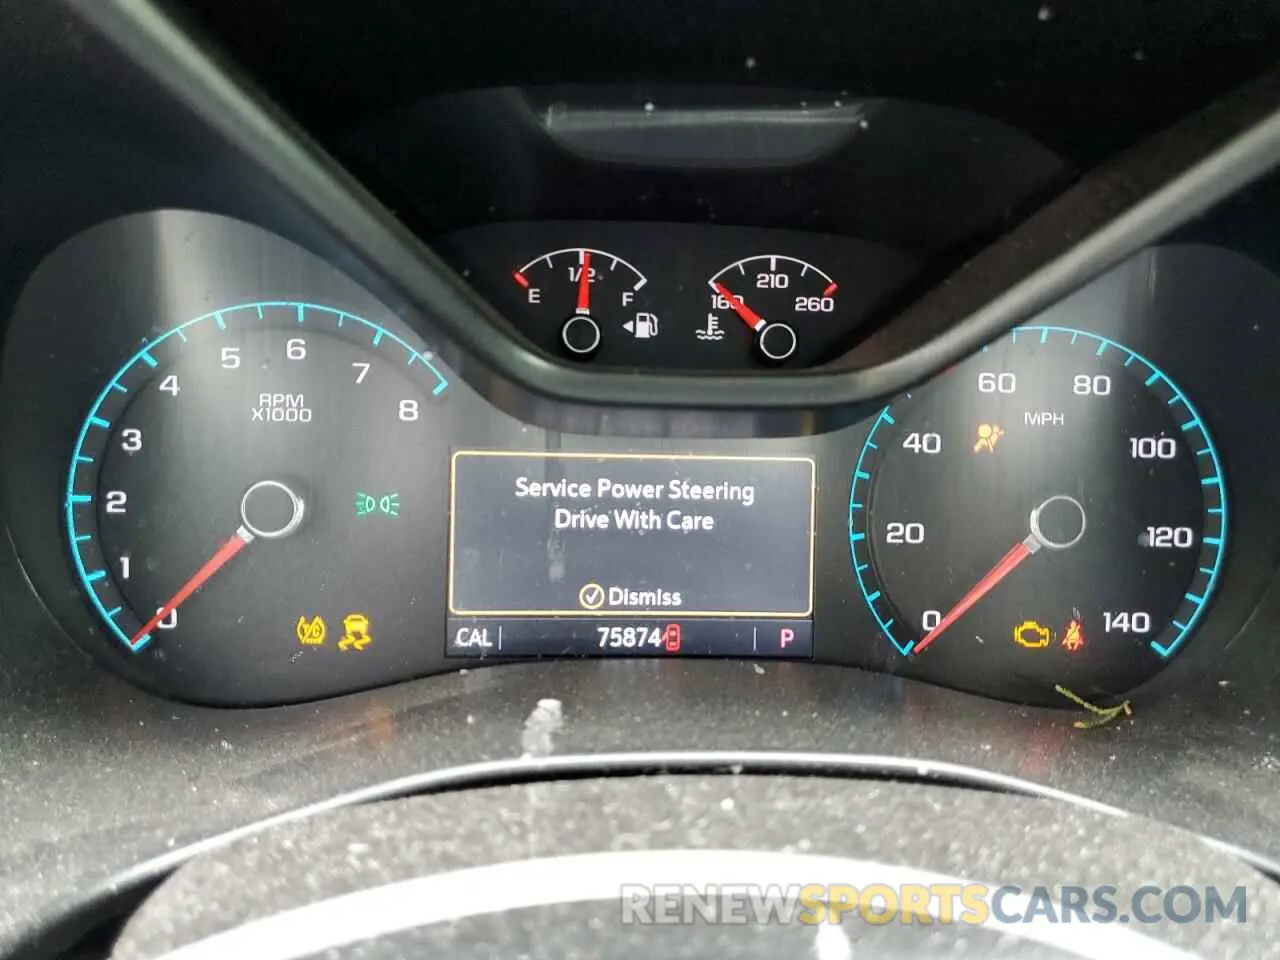 E 1/2 F
160 210 260
0 1 2 3 4 5 6 7 8
RPM
X1000
0 20 40 60 80 100 120 140
MPH
T/C
Service Power Steering
Drive With Care
Dismiss
CAL 75874 P
RENEWSPORTSCARS.COM